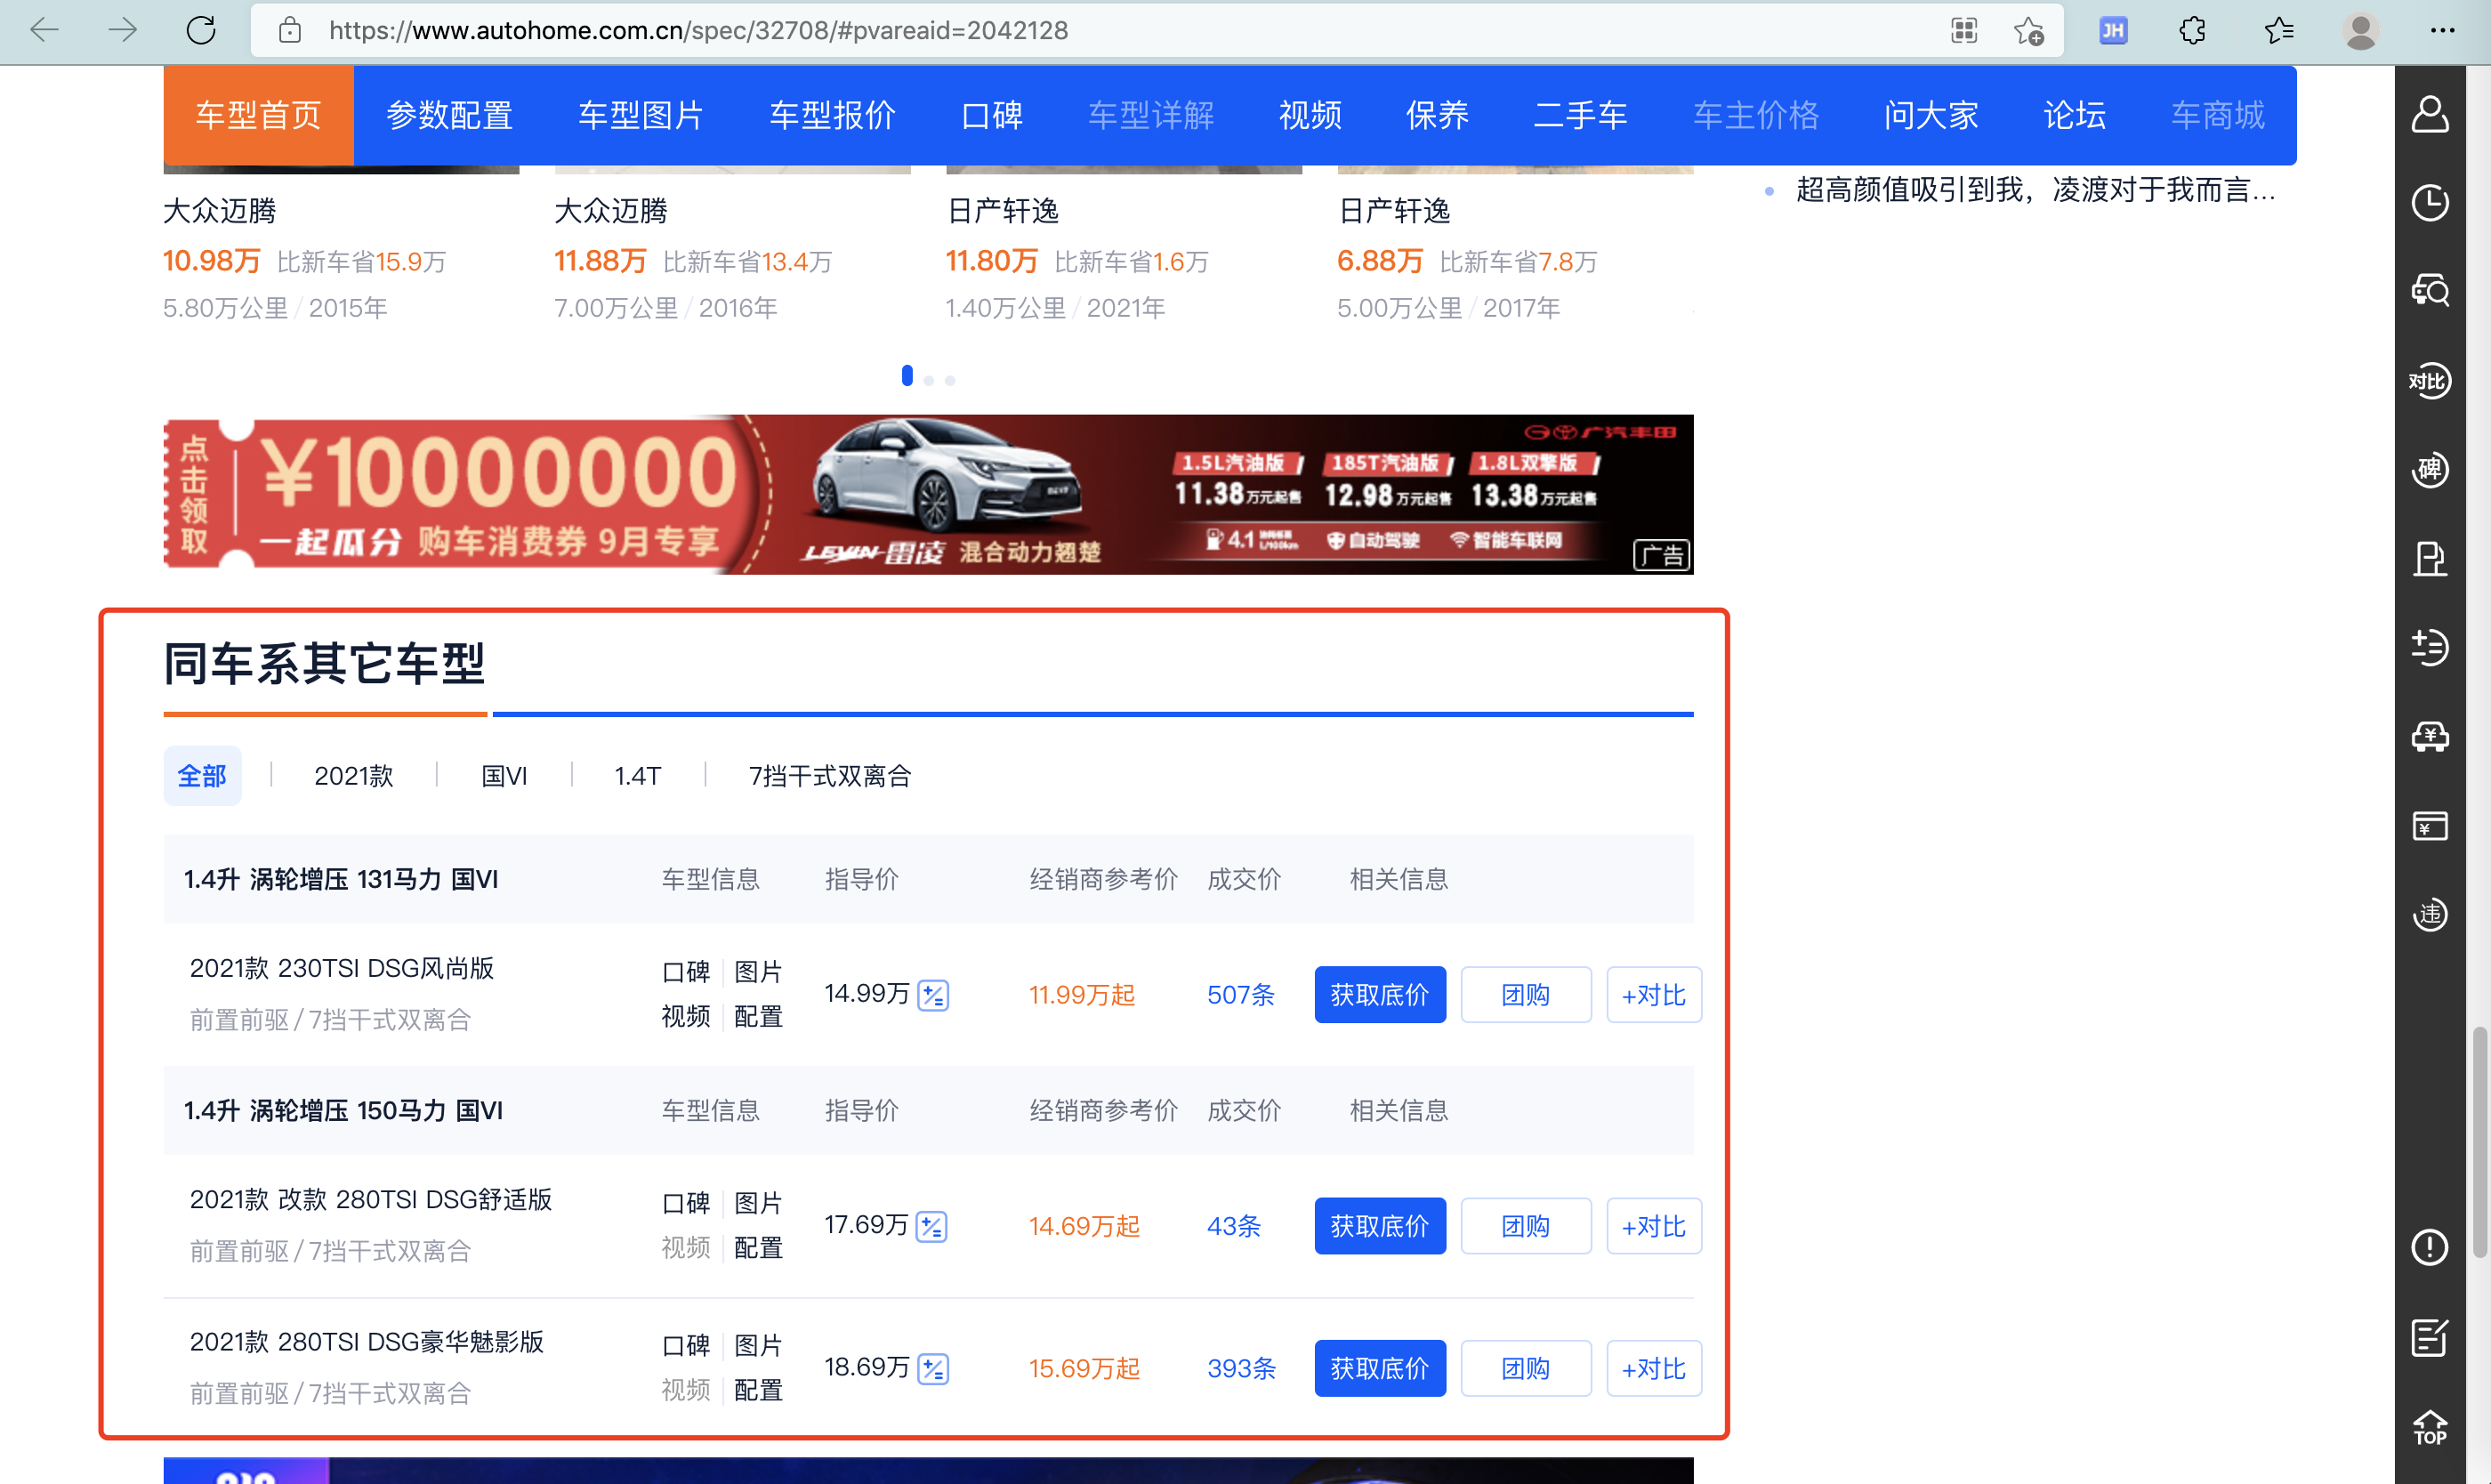 https://www.autohome.com.cn/spec/32708/#pvareaid=2042128
JH
车型首页 参数配置 车型图片 车型报价 口碑 车型详解 视频 保养 二手车 车主价格 问大家 论坛 车商城
超高颜值吸引到我，凌渡对于我而言...
大众迈腾 大众迈腾 日产轩逸 日产轩逸
10.98万 比新车省15.9万 11.88万 比新车省13.4万 11.80万 比新车省1.6万 6.88万 比新车省7.8万
5.80万公里 / 2015年 7.00万公里 / 2016年 1.40万公里 / 2021年 5.00万公里 / 2017年
点击领取
¥10000000
一起瓜分 购车消费券 9月专享
LEVIN 雷凌 混合动力翘楚
广汽丰田
1.5L汽油版 185T汽油版 1.8L双擎版
11.38万元起售 12.98万元起售 13.38万元起售
4.1 L/100km 自动驾驶 智能车联网
广告
同车系其它车型
全部 2021款 国VI 1.4T 7挡干式双离合
1.4升 涡轮增压 131马力 国VI 车型信息 指导价 经销商参考价 成交价 相关信息
2021款 230TSI DSG风尚版 口碑 图片
前置前驱 / 7挡干式双离合 视频 配置
14.99万 11.99万起 507条 获取底价 团购 +对比
1.4升 涡轮增压 150马力 国VI 车型信息 指导价 经销商参考价 成交价 相关信息
2021款 改款 280TSI DSG舒适版 口碑 图片
前置前驱 / 7挡干式双离合 视频 配置
17.69万 14.69万起 43条 获取底价 团购 +对比
2021款 280TSI DSG豪华魅影版 口碑 图片
前置前驱 / 7挡干式双离合 视频 配置
18.69万 15.69万起 393条 获取底价 团购 +对比
对比
碑
违
TOP